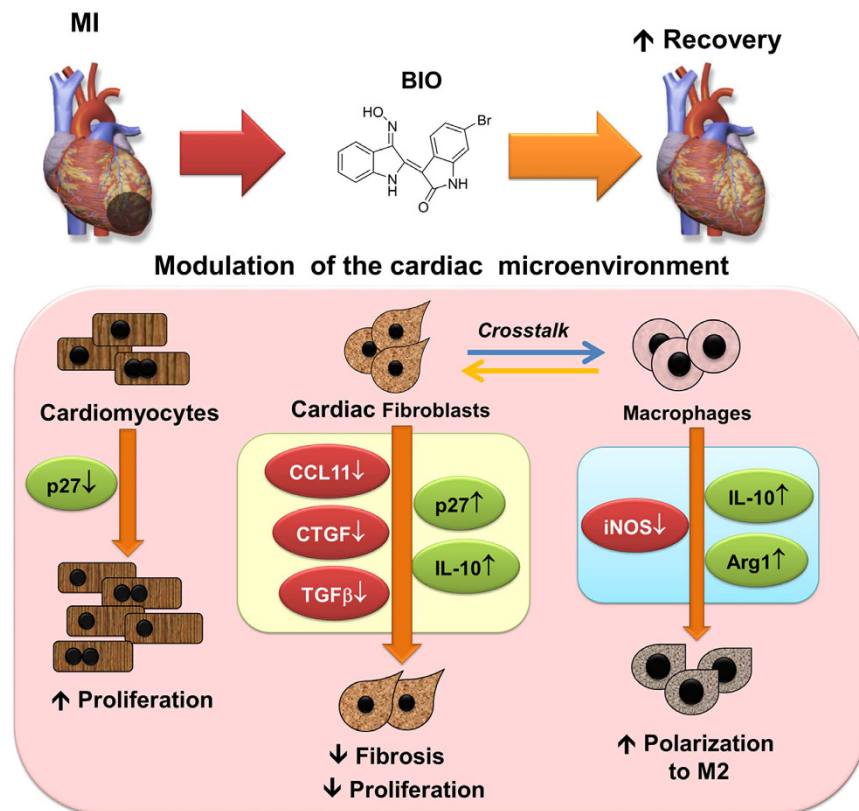 MI
↑ Recovery
BIO
HO
N
Br
NH
O
NH
Modulation of the cardiac microenvironment
Crosstalk
Cardiomyocytes
Cardiac Fibroblasts
Macrophages
p27↓
CCL11↓
CTGF↓
TGFβ↓
p27↑
IL-10↑
iNOS↓
IL-10↑
Arg1↑
↑ Proliferation
↓ Fibrosis
↓ Proliferation
↑ Polarization
to M2